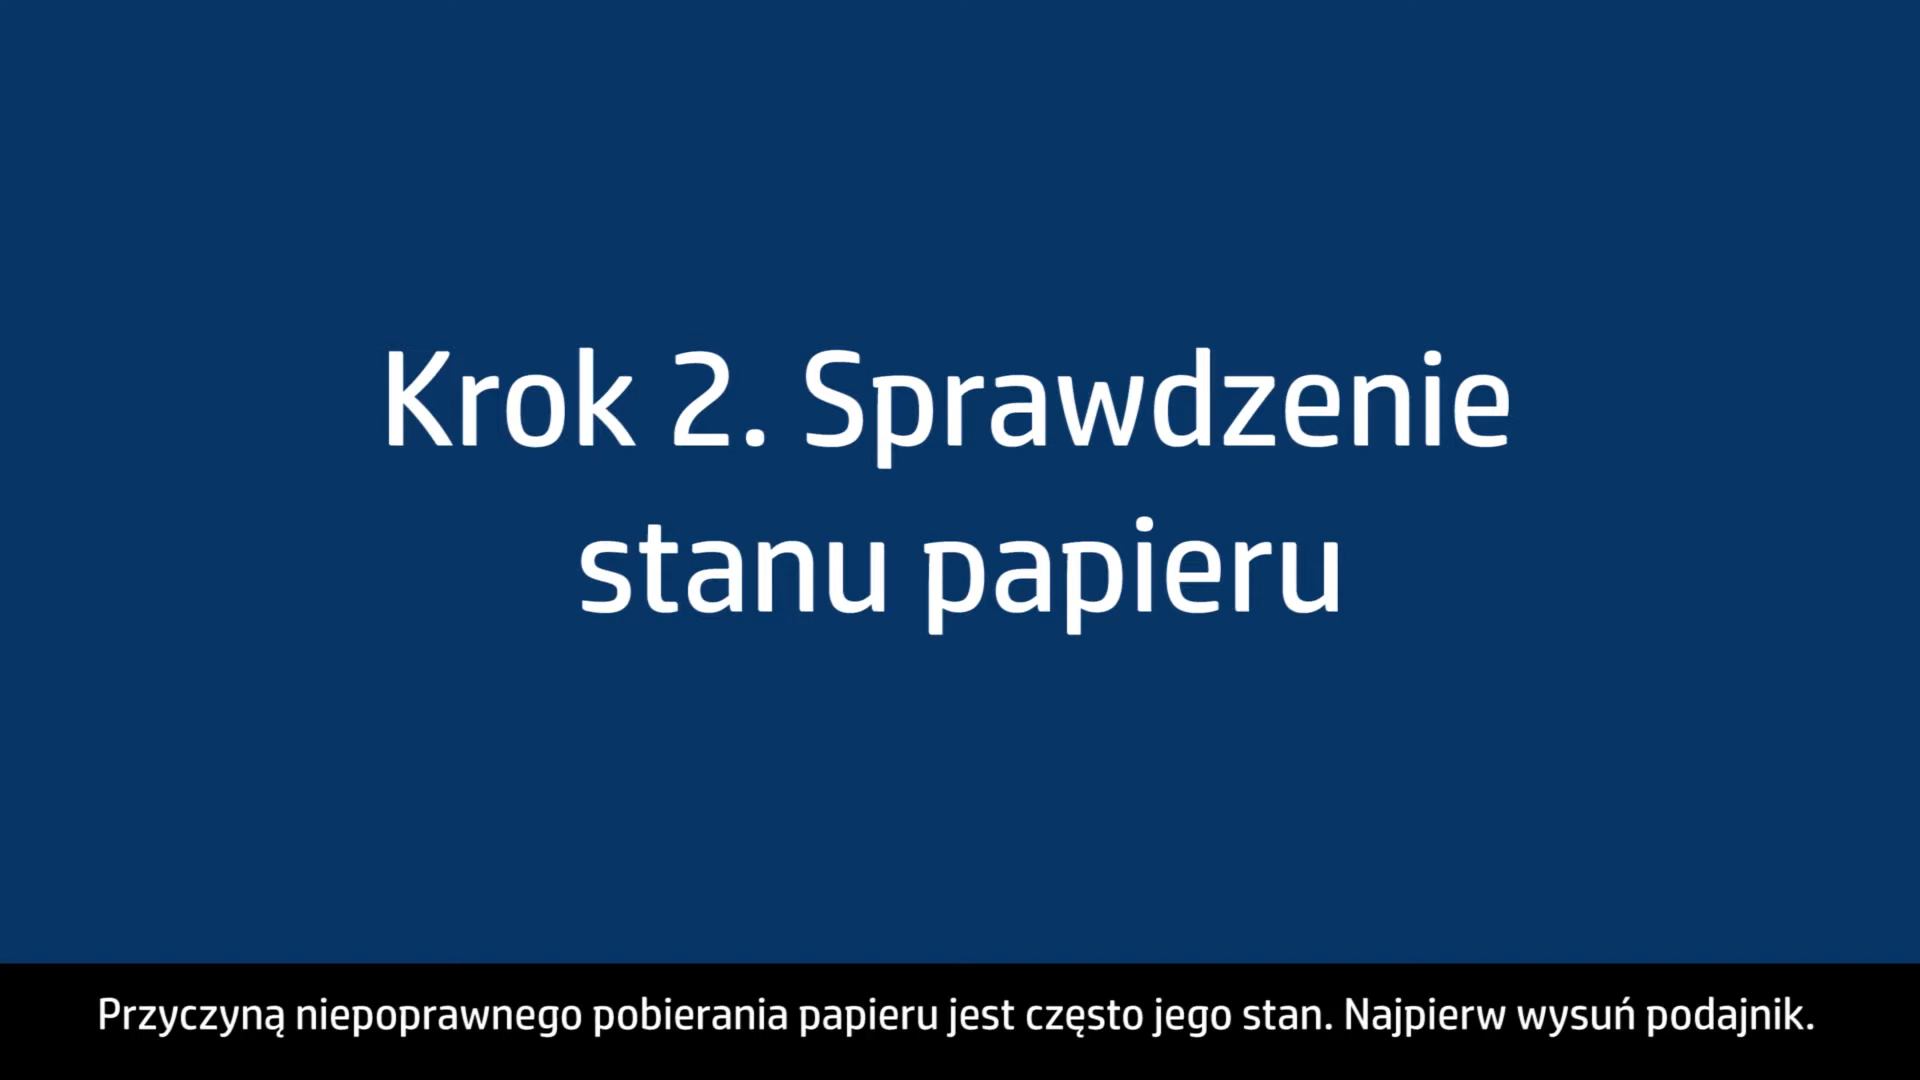 Krok 2. Sprawdzenie
stanu papieru
Przyczyną niepoprawnego pobierania papieru jest często jego stan. Najpierw wysuń podajnik.